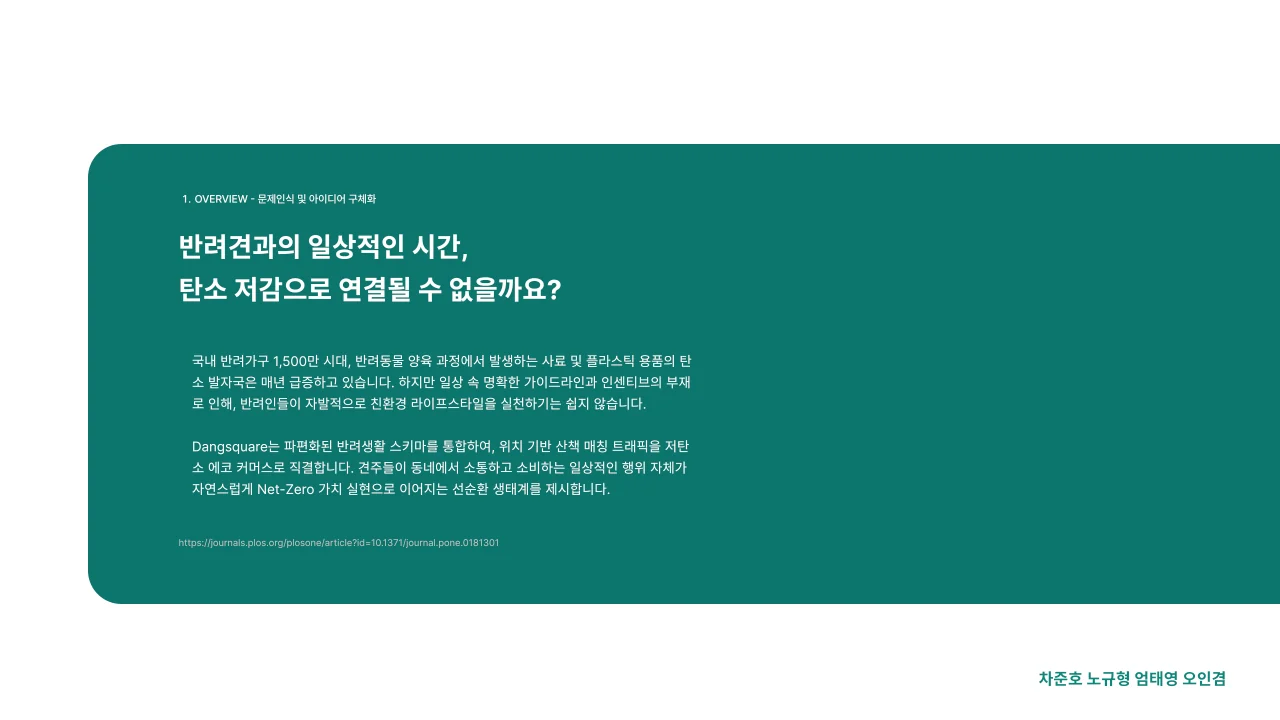 1. OVERVIEW - 문제인식 및 아이디어 구체화
반려견과의 일상적인 시간,
탄소 저감으로 연결될 수 없을까요?
국내 반려가구 1,500만 시대, 반려동물 양육 과정에서 발생하는 사료 및 플라스틱 용품의 탄
소 발자국은 매년 급증하고 있습니다. 하지만 일상 속 명확한 가이드라인과 인센티브의 부재
로 인해, 반려인들이 자발적으로 친환경 라이프스타일을 실천하기는 쉽지 않습니다.
Dangsquare는 파편화된 반려생활 스키마를 통합하여, 위치 기반 산책 매칭 트래픽을 저탄
소 에코 커머스로 직결합니다. 견주들이 동네에서 소통하고 소비하는 일상적인 행위 자체가
자연스럽게 Net-Zero 가치 실현으로 이어지는 선순환 생태계를 제시합니다.
https://journals.plos.org/plosone/article?id=10.1371/journal.pone.0181301
차준호 노규형 엄태영 오인겸